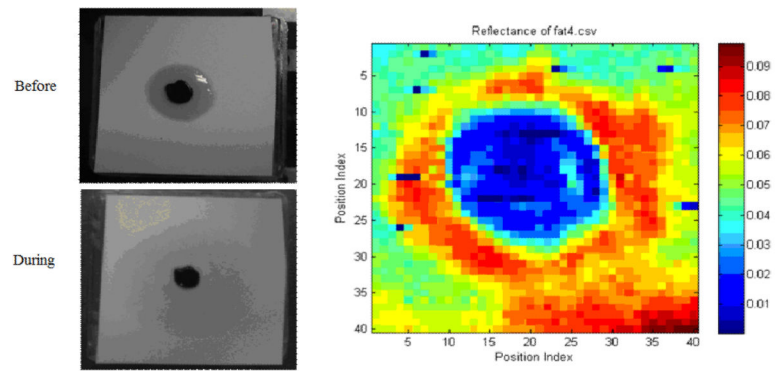 Before
During
Reflectance of fat4.csv
Position Index
5
10
15
20
25
30
35
40
5 10 15 20 25 30 35 40
Position Index
0.09
0.08
0.07
0.06
0.05
0.04
0.03
0.02
0.01